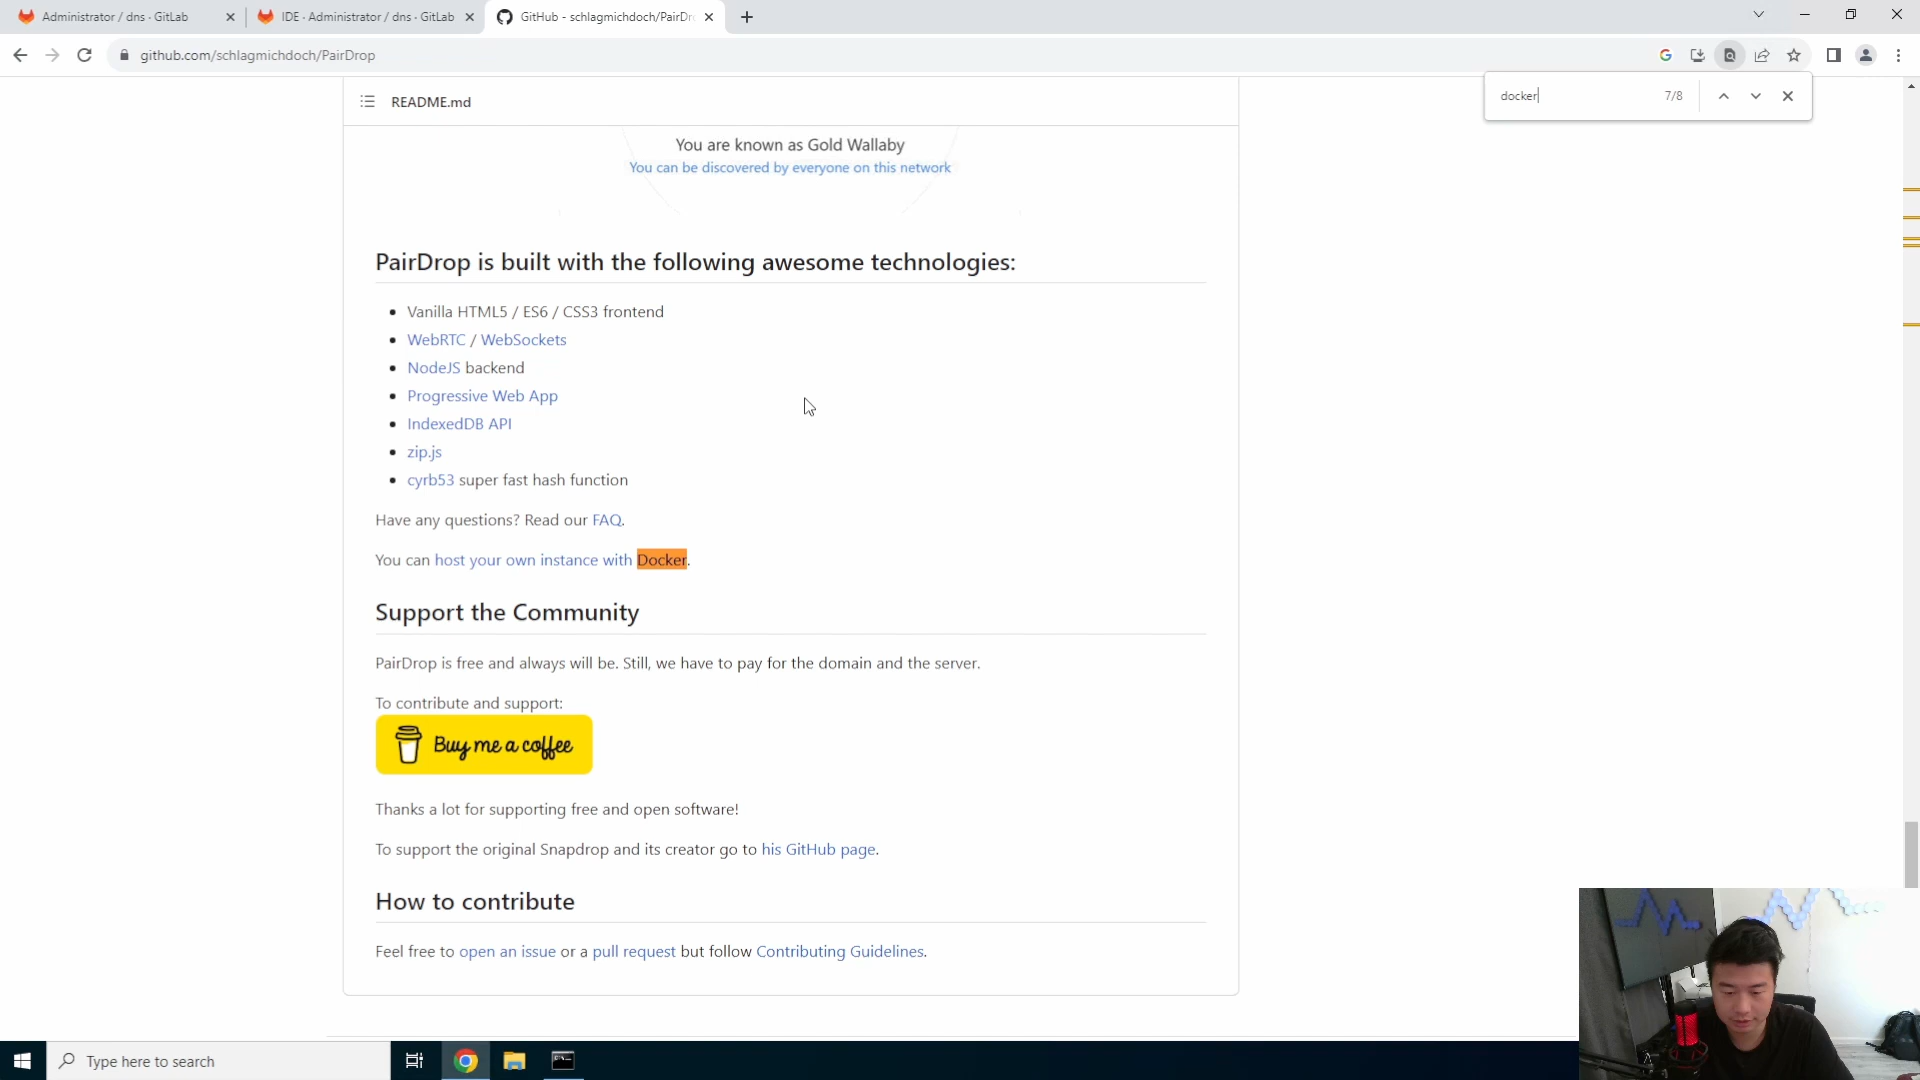 Administrator / dns · GitLab
IDE · Administrator / dns · GitLab
GitHub - schlagmichdoch/PairDr
github.com/schlagmichdoch/PairDrop
docker
7/8
README.md
You are known as Gold Wallaby
You can be discovered by everyone on this network
PairDrop is built with the following awesome technologies:
Vanilla HTML5 / ES6 / CSS3 frontend
WebRTC / WebSockets
NodeJS backend
Progressive Web App
IndexedDB API
zip.js
cyrb53 super fast hash function
Have any questions? Read our FAQ.
You can host your own instance with Docker.
Support the Community
PairDrop is free and always will be. Still, we have to pay for the domain and the server.
To contribute and support:
Buy me a coffee
Thanks a lot for supporting free and open software!
To support the original Snapdrop and its creator go to his GitHub page.
How to contribute
Feel free to open an issue or a pull request but follow Contributing Guidelines.
Type here to search